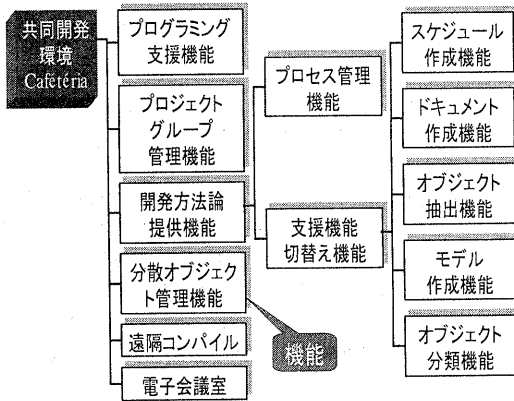 共同開発
環境
Cafeteria
プログラミング
支援機能
プロジェクト
グループ
管理機能
開発方法論
提供機能
分散オブジェク
ト管理機能
遠隔コンパイル
電子会議室
機能
プロセス管理
機能
支援機能
切替え機能
スケジュール
作成機能
ドキュメント
作成機能
オブジェクト
抽出機能
モデル
作成機能
オブジェクト
分類機能